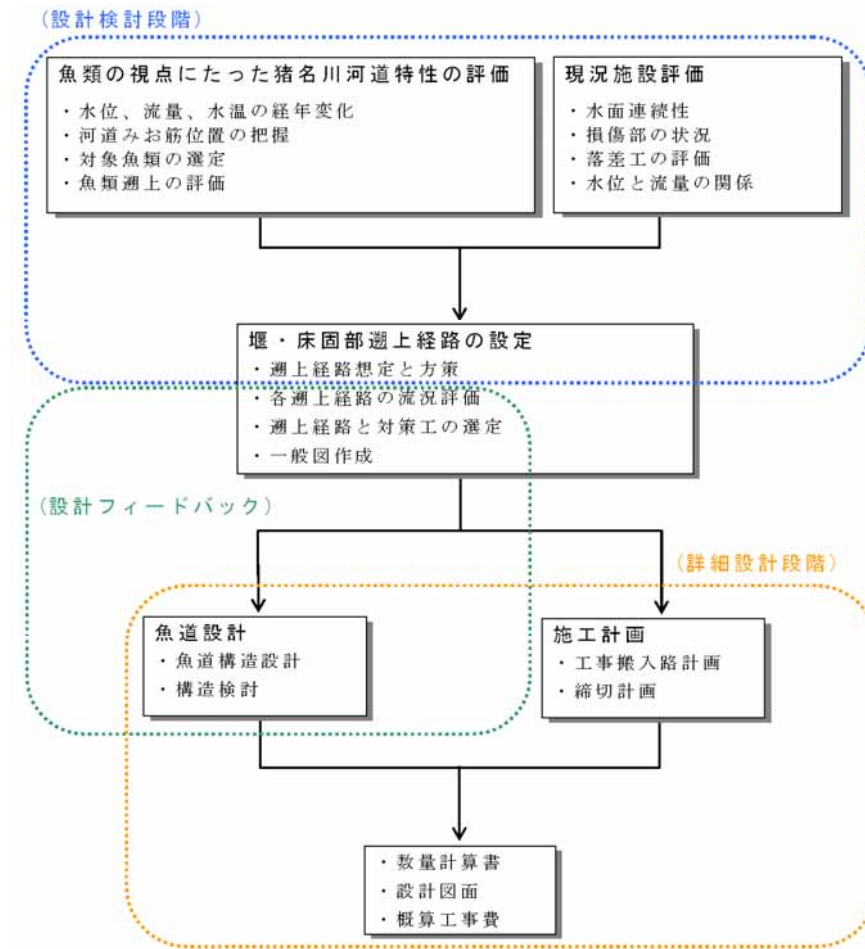 (設計検討段階)
魚類の視点にたった猪名川河道特性の評価
・水位、流量、水温の経年変化
・河道みお筋位置の把握
・対象魚類の選定
・魚類遡上の評価
現況施設評価
・水面連続性
・損傷部の状況
・落差工の評価
・水位と流量の関係
堰・床固部遡上経路の設定
・遡上経路想定と方策
・各遡上経路の流況評価
・遡上経路と対策工の選定
・一般図作成
(設計フィードバック)
(詳細設計段階)
魚道設計
・魚道構造設計
・構造検討
施工計画
・工事搬入路計画
・締切計画
・数量計算書
・設計図面
・概算工事費